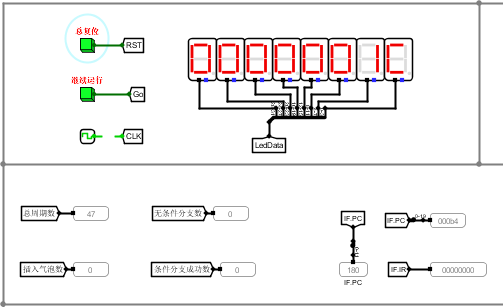 总复位
RST
继续运行
Go
CLK
LedData
总周期数 47
无条件分支数 0
IF.PC
IF.PC 000b4
插入气泡数 0
条件分支成功数 0
180
IF.PC
IF.IR 00000000